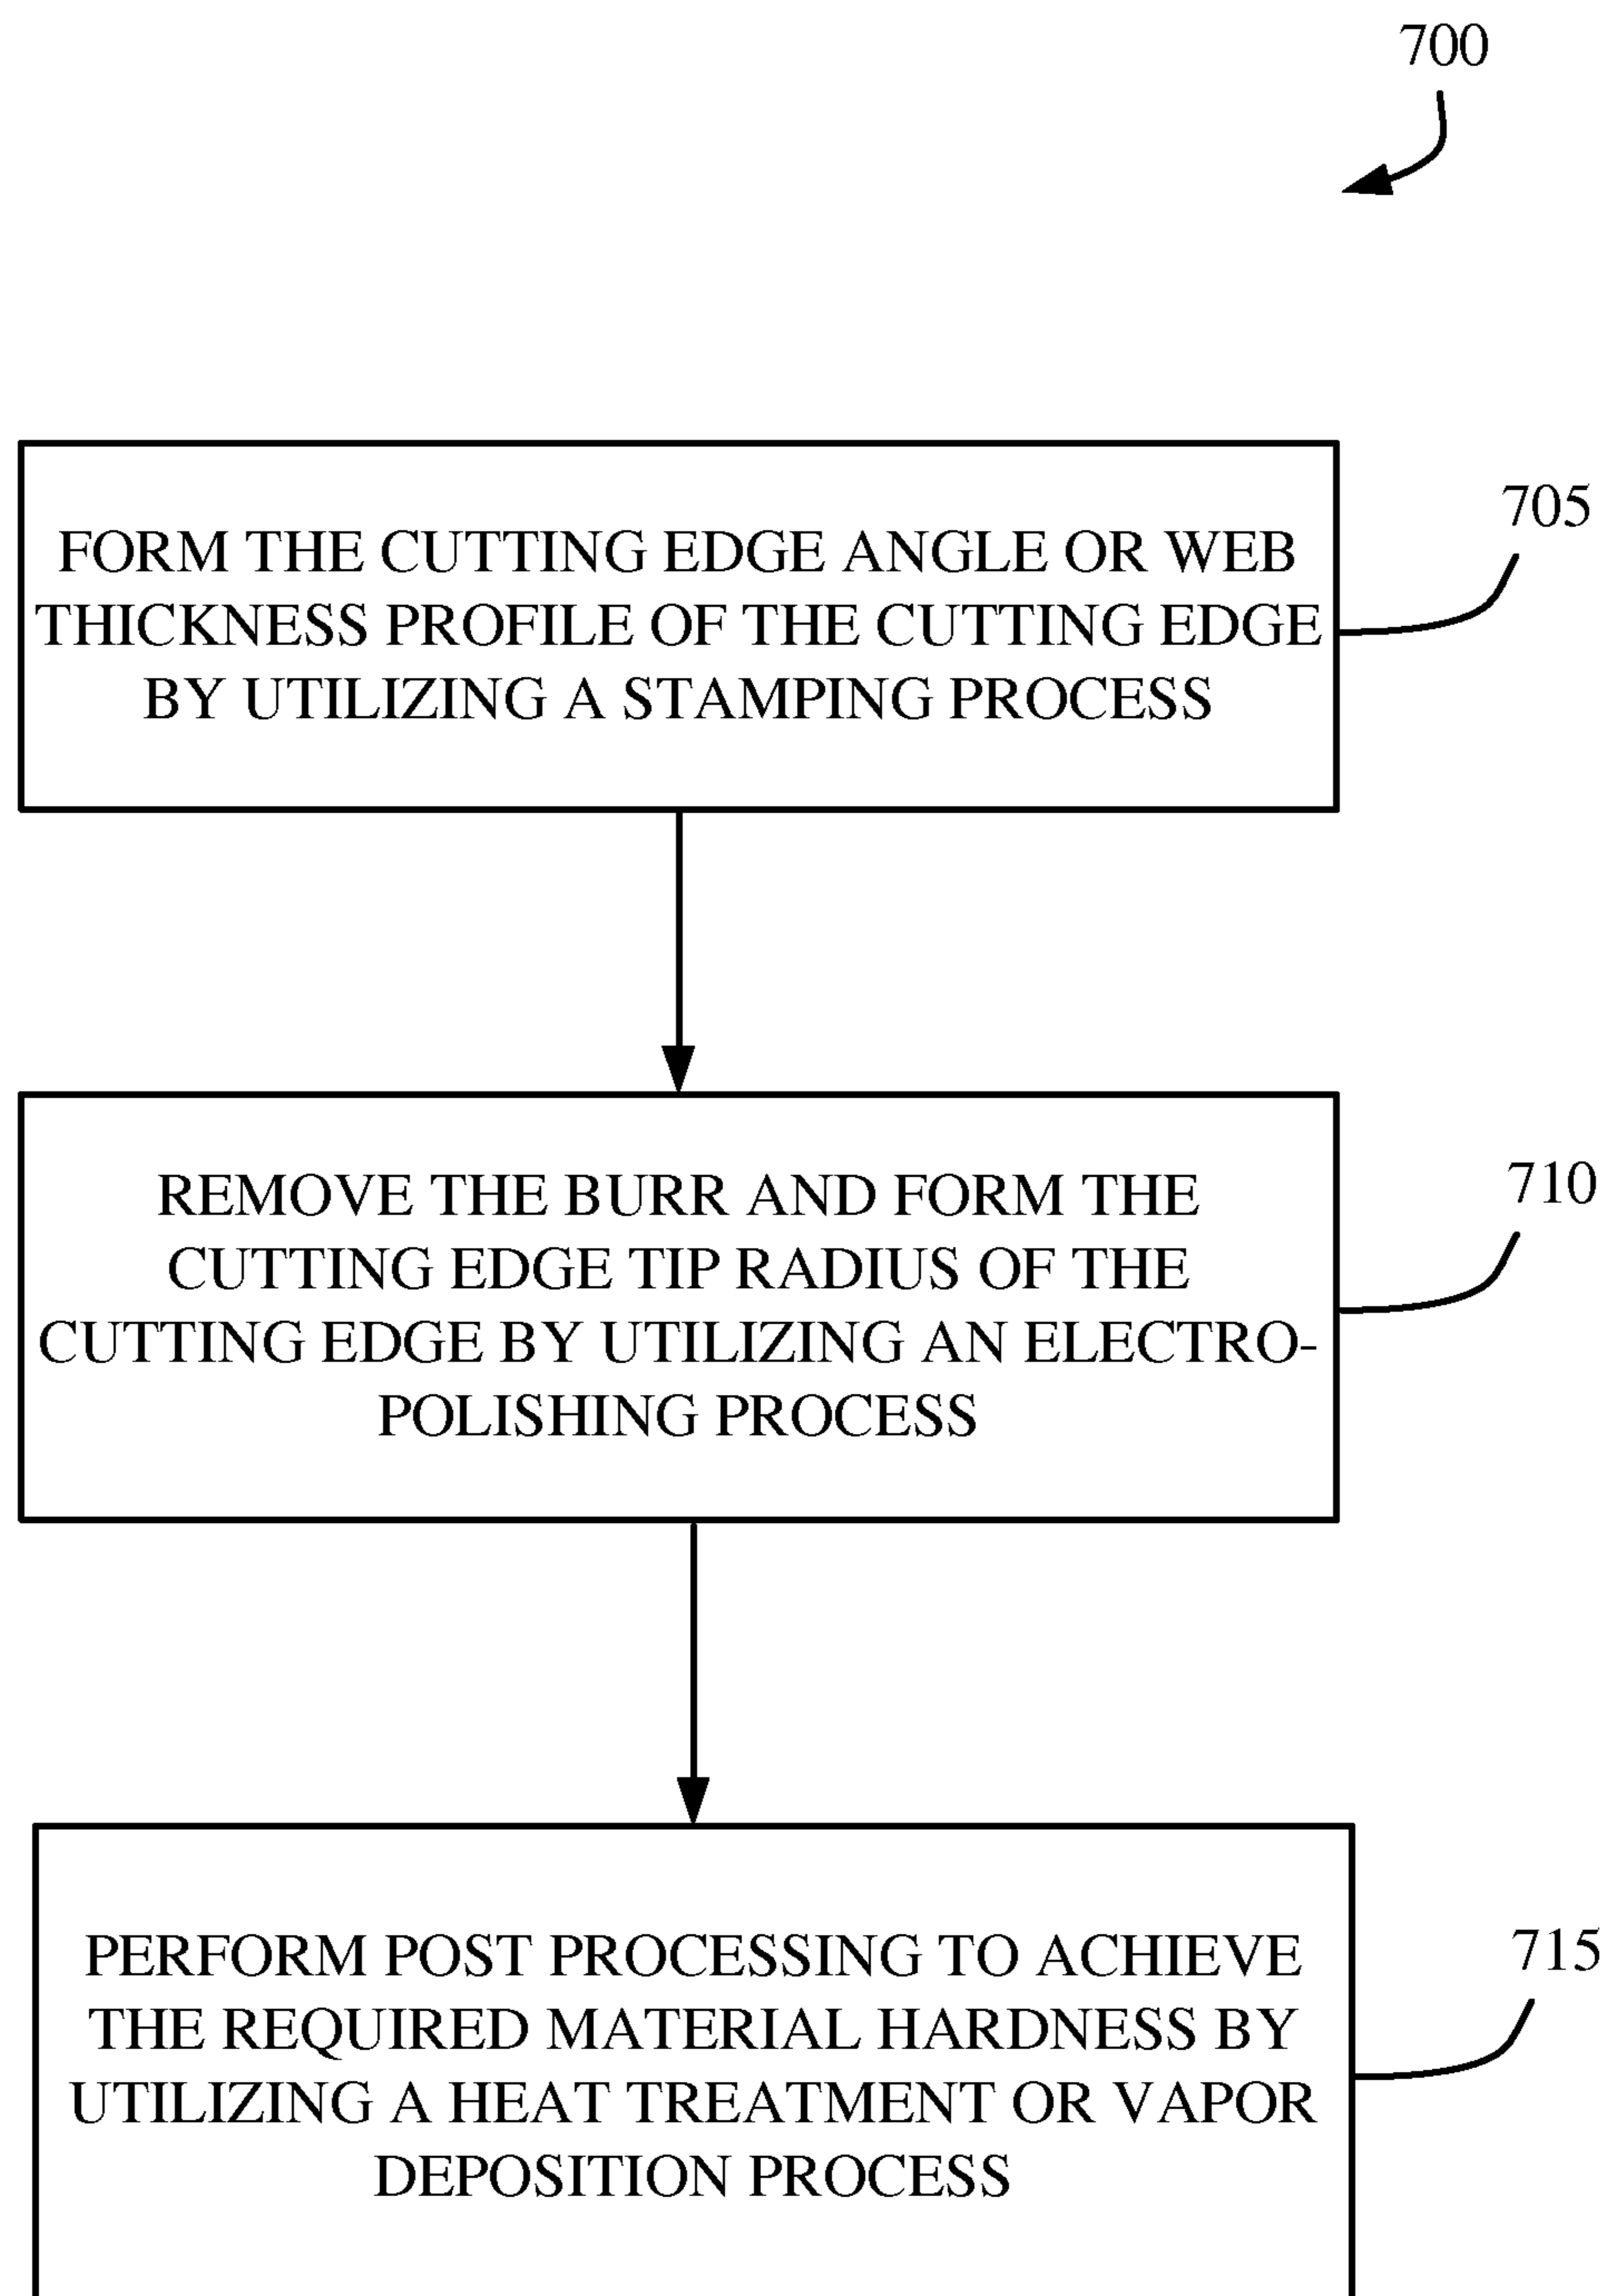 700
FORM THE CUTTING EDGE ANGLE OR WEB
THICKNESS PROFILE OF THE CUTTING EDGE
BY UTILIZING A STAMPING PROCESS
705
REMOVE THE BURR AND FORM THE
CUTTING EDGE TIP RADIUS OF THE
CUTTING EDGE BY UTILIZING AN ELECTRO-
POLISHING PROCESS
710
PERFORM POST PROCESSING TO ACHIEVE
THE REQUIRED MATERIAL HARDNESS BY
UTILIZING A HEAT TREATMENT OR VAPOR
DEPOSITION PROCESS
715